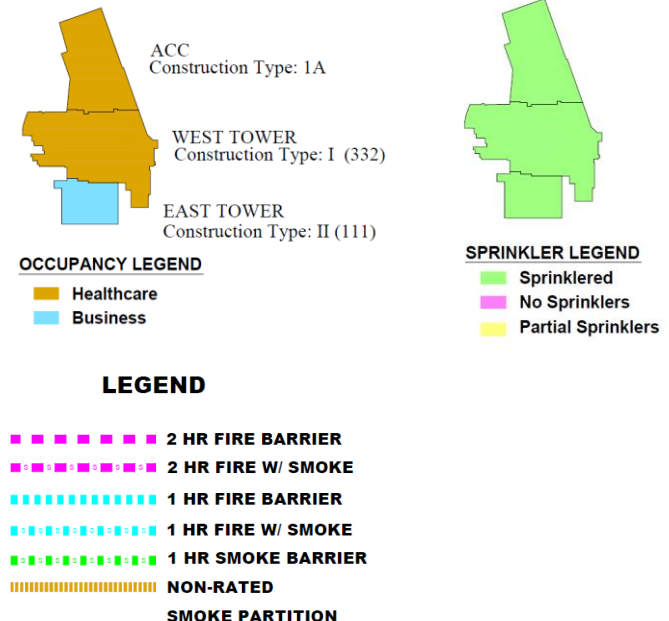 ACC
Construction Type: 1A
WEST TOWER
Construction Type: I (332)
EAST TOWER
Construction Type: II (111)
OCCUPANCY LEGEND
Healthcare
Business
SPRINKLER LEGEND
Sprinklered
No Sprinklers
Partial Sprinklers
LEGEND
2 HR FIRE BARRIER
S S S S S S 2 HR FIRE W/ SMOKE
1 HR FIRE BARRIER
S S S S S S 1 HR FIRE W/ SMOKE
S S S S S S 1 HR SMOKE BARRIER
NON-RATED
SMOKE PARTITION